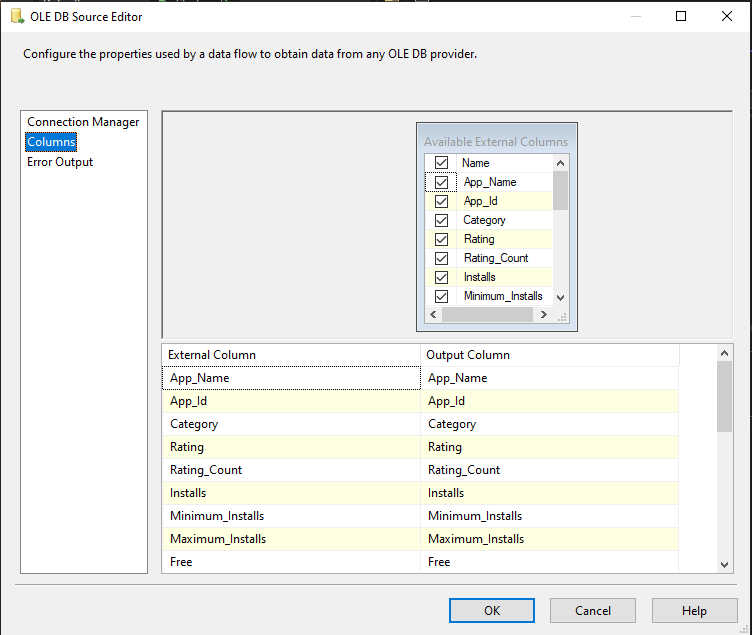 OLE DB Source Editor
Configure the properties used by a data flow to obtain data from any OLE DB provider.
Connection Manager
Columns
Error Output
Available External Columns
Name
App_Name
App_Id
Category
Rating
Rating_Count
Installs
Minimum_Installs
External Column Output Column
App_Name App_Name
App_Id App_Id
Category Category
Rating Rating
Rating_Count Rating_Count
Installs Installs
Minimum_Installs Minimum_Installs
Maximum_Installs Maximum_Installs
Free Free
OK Cancel Help